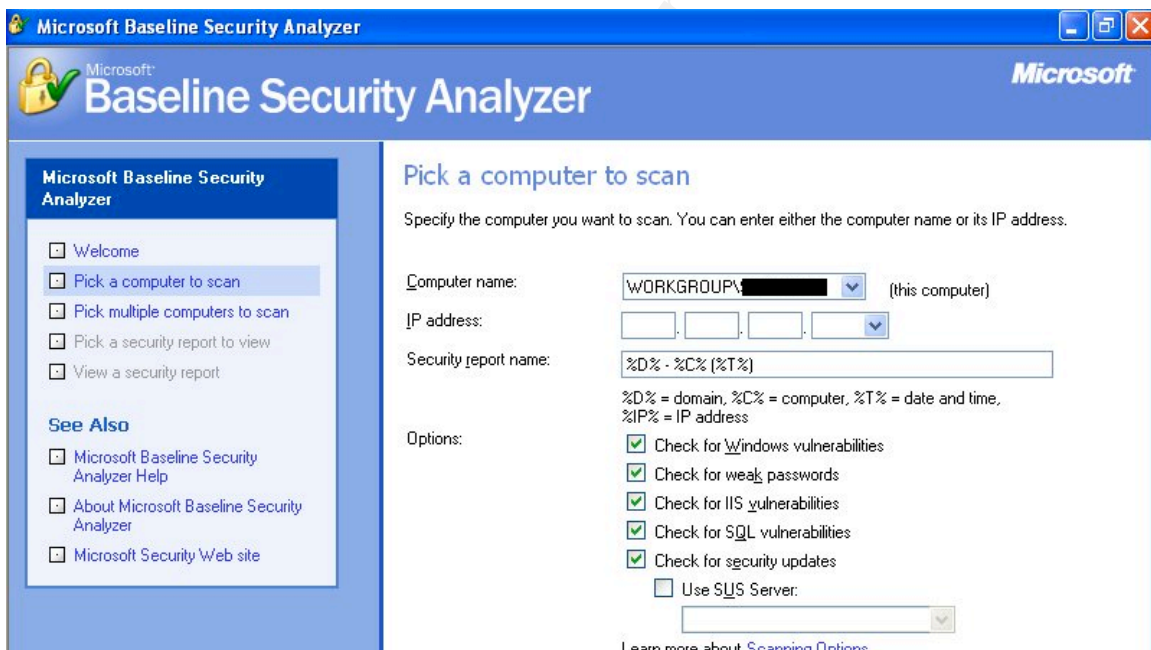 Microsoft Baseline Security Analyzer
Microsoft
Baseline Security Analyzer
Microsoft
Microsoft Baseline Security
Analyzer
Welcome
Pick a computer to scan
Pick multiple computers to scan
Pick a security report to view
View a security report
See Also
Microsoft Baseline Security
Analyzer Help
About Microsoft Baseline Security
Analyzer
Microsoft Security Web site
Pick a computer to scan
Specify the computer you want to scan. You can enter either the computer name or its IP address.
Computer name:
WORKGROUP\
(this computer)
IP address:
. . .
Security report name:
%D% - %C% (%T%)
%D% = domain, %C% = computer, %T% = date and time,
%IP% = IP address
Options:
Check for Windows vulnerabilities
Check for weak passwords
Check for IIS vulnerabilities
Check for SQL vulnerabilities
Check for security updates
Use SUS Server:
Learn more about Scanning Options